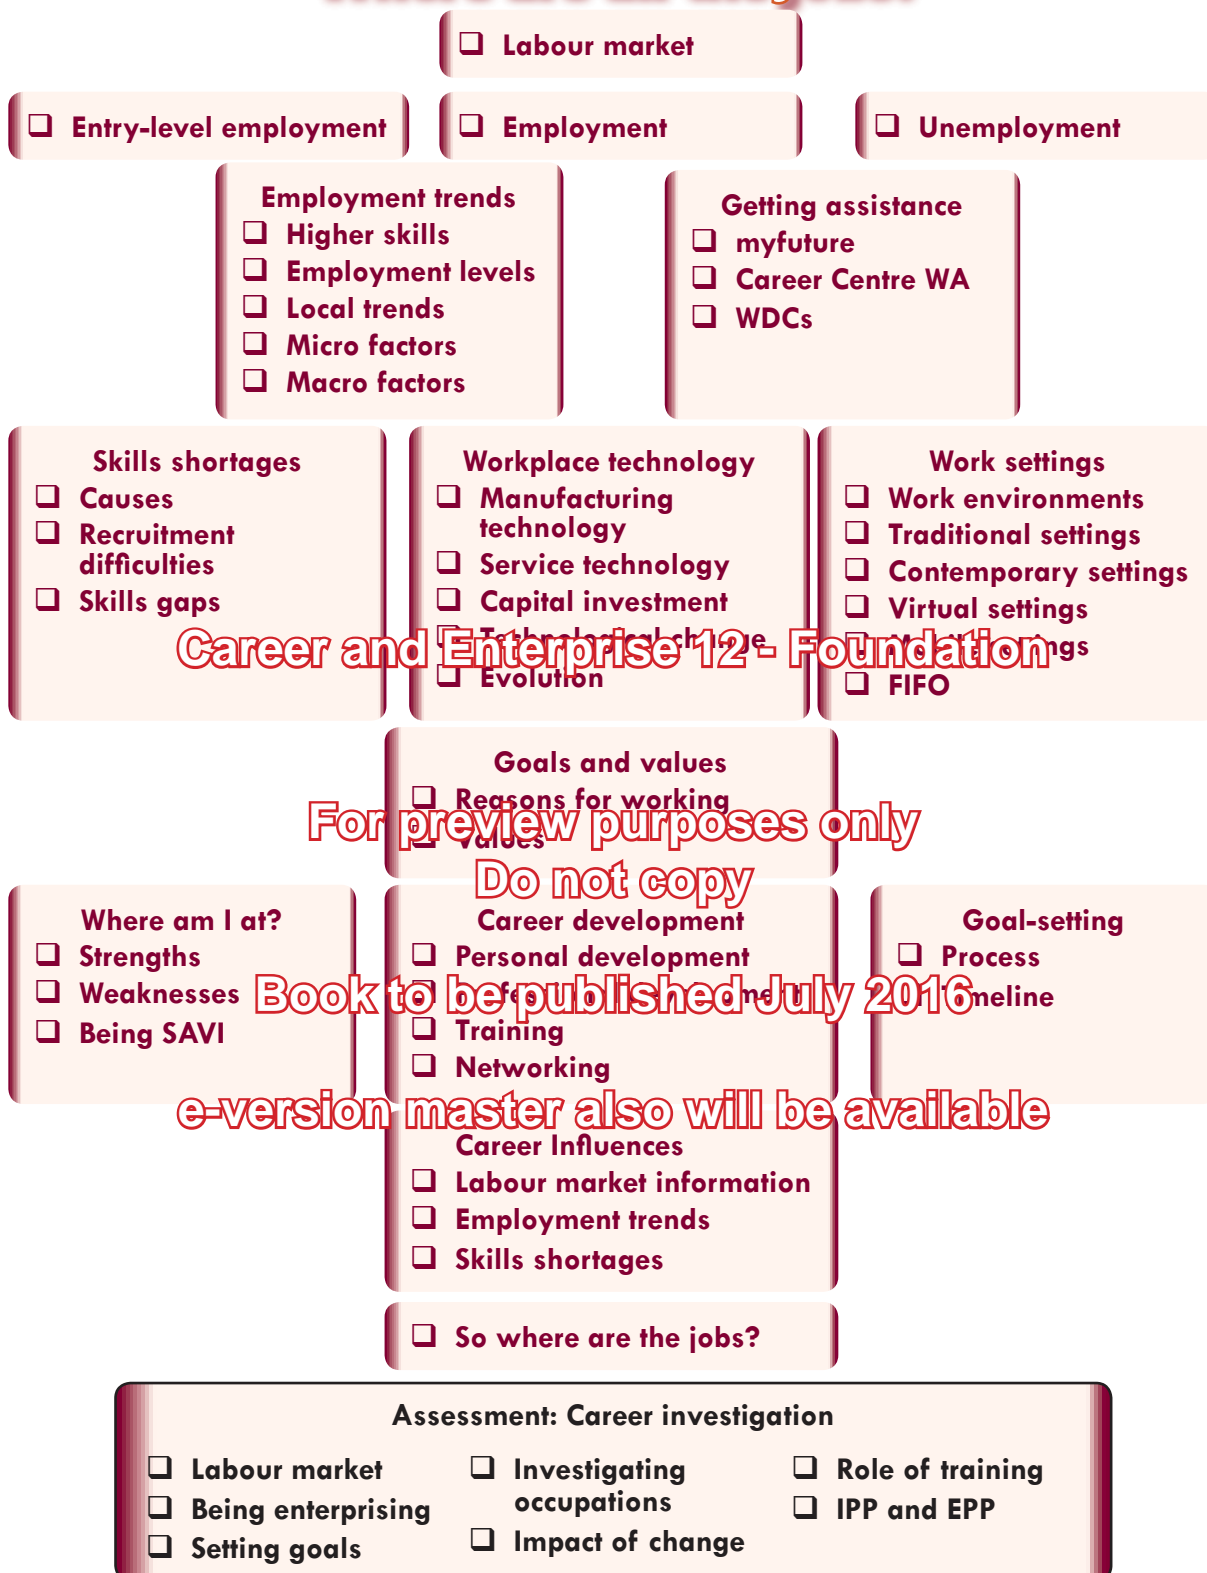 ❑ Labour market
❑ Entry-level employment
❑ Employment
❑ Unemployment
Employment trends
❑ Higher skills
❑ Employment levels
❑ Local trends
❑ Micro factors
❑ Macro factors
Getting assistance
❑ myfuture
❑ Career Centre WA
❑ WDCs
Skills shortages
❑ Causes
❑ Recruitment
difficulties
❑ Skills gaps
Workplace technology
❑ Manufacturing
technology
❑ Service technology
❑ Capital investment
❑ Technological change
❑ Evolution
Work settings
❑ Work environments
❑ Traditional settings
❑ Contemporary settings
❑ Virtual settings
❑ FIFO
Career and Enterprise 12 - Foundation
Goals and values
❑ Reasons for working
❑ Values
For preview purposes only
Do not copy
Where am I at?
❑ Strengths
❑ Weaknesses
❑ Being SAVI
Career development
❑ Personal development
❑ Professional development
❑ Training
❑ Networking
Goal-setting
❑ Process
❑ Timeline
Book to be published July 2016
e-version master also will be available
Career Influences
❑ Labour market information
❑ Employment trends
❑ Skills shortages
❑ So where are the jobs?
Assessment: Career investigation
❑ Labour market
❑ Being enterprising
❑ Setting goals
❑ Investigating
occupations
❑ Impact of change
❑ Role of training
❑ IPP and EPP